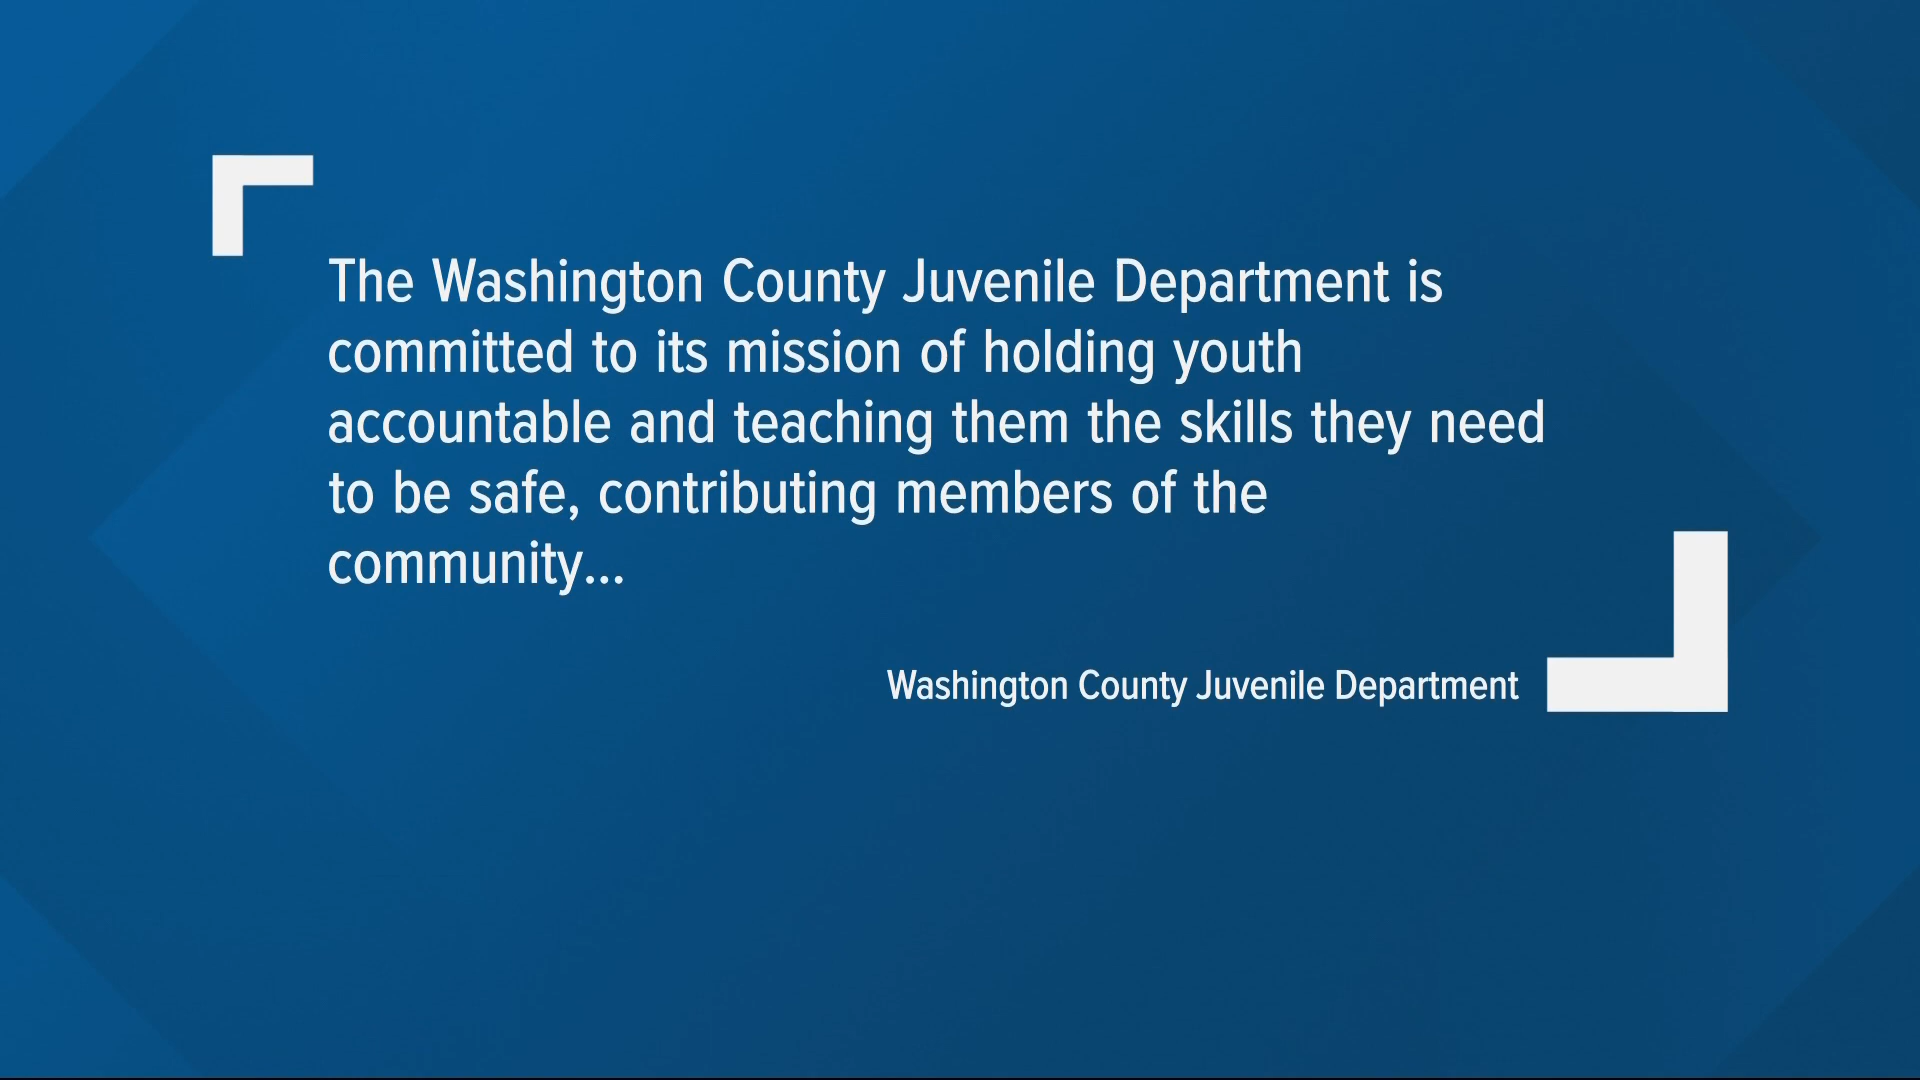 The Washington County Juvenile Department is
committed to its mission of holding youth
accountable and teaching them the skills they need
to be safe, contributing members of the
community...
Washington County Juvenile Department